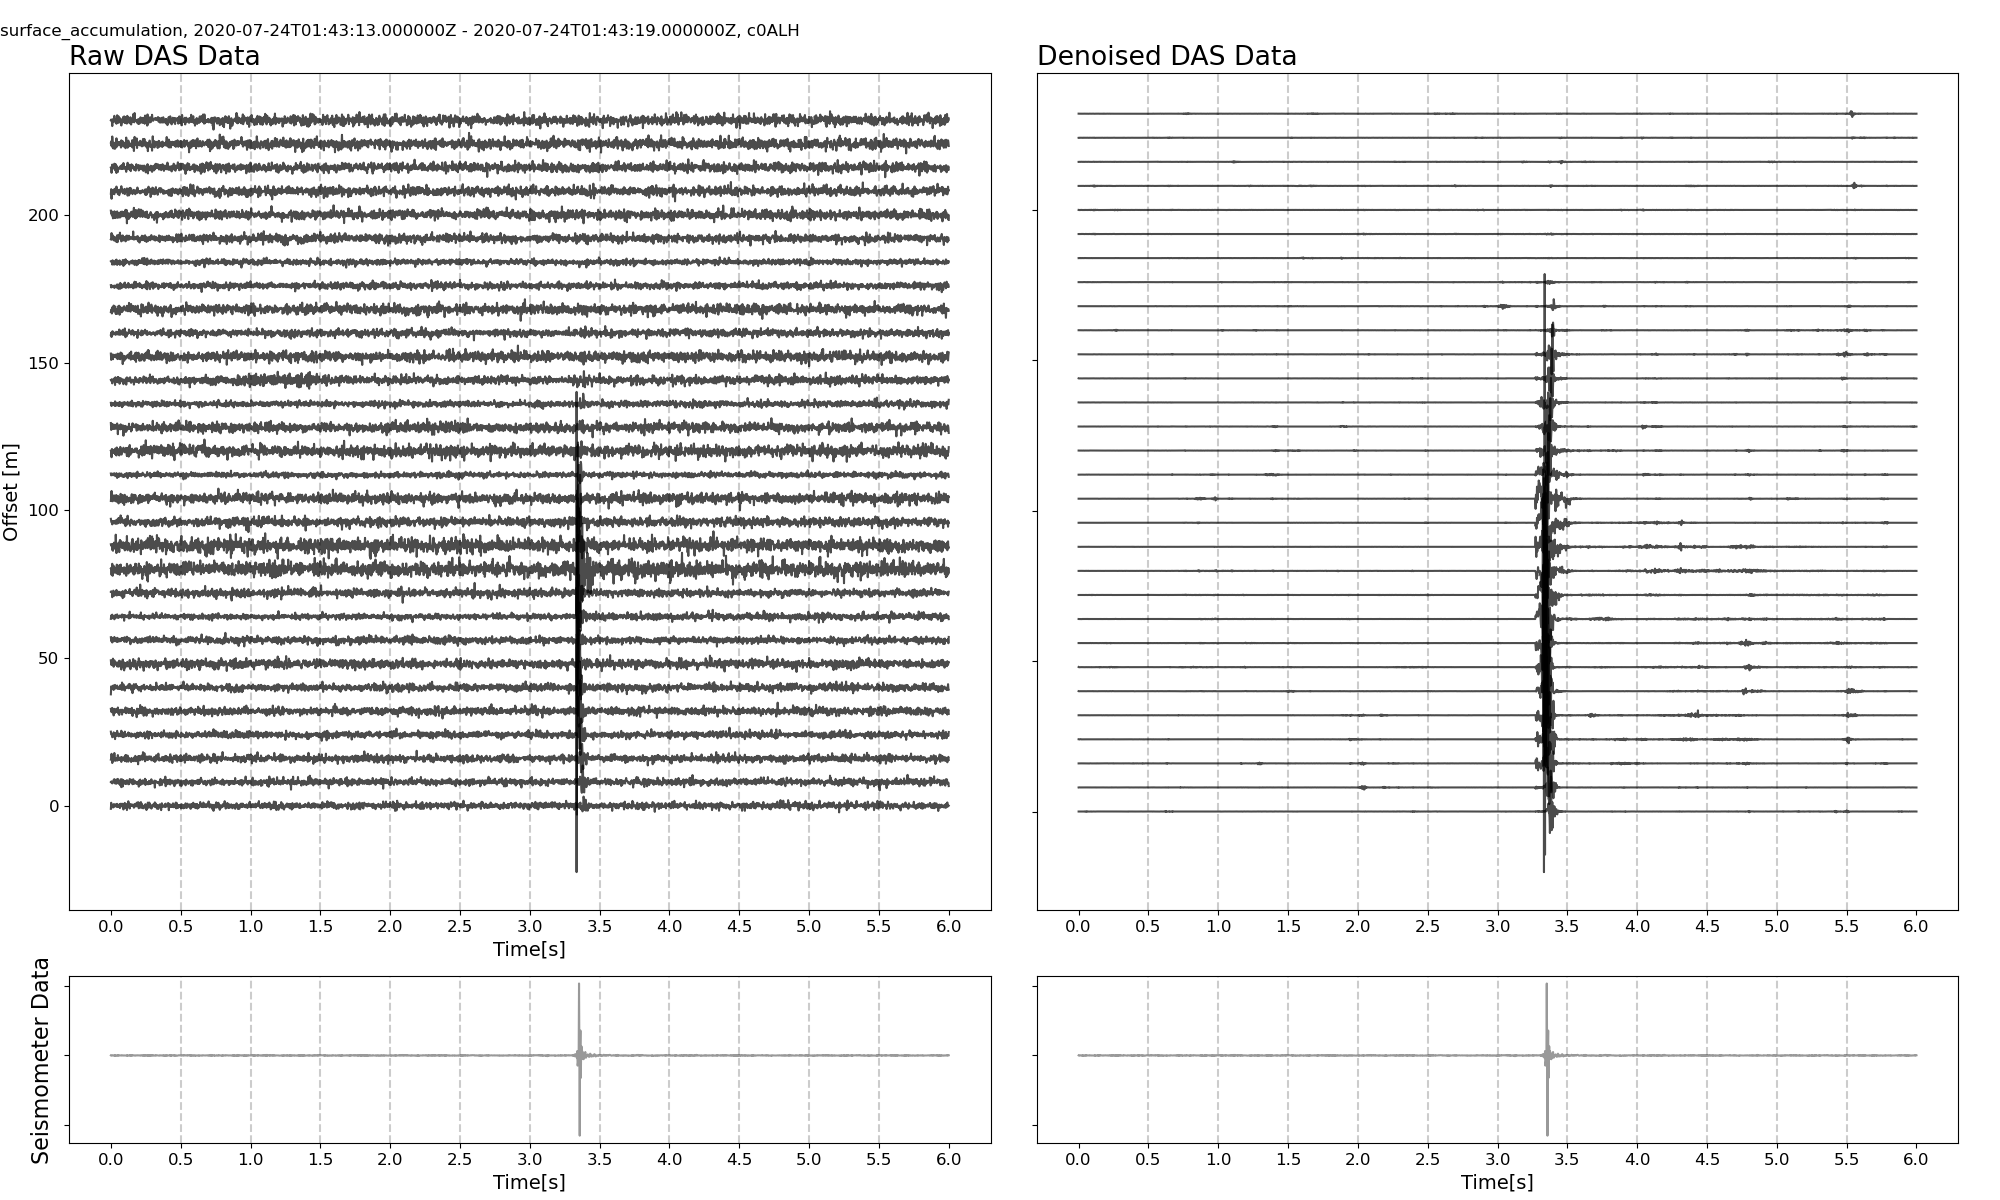 surface_accumulation, 2020-07-24T01:43:13.000000Z - 2020-07-24T01:43:19.000000Z, c0ALH
Raw DAS Data
Offset [m]
200
150
100
50
0
0.0 0.5 1.0 1.5 2.0 2.5 3.0 3.5 4.0 4.5 5.0 5.5 6.0
Time[s]
Denoised DAS Data
0.0 0.5 1.0 1.5 2.0 2.5 3.0 3.5 4.0 4.5 5.0 5.5 6.0
Seismometer Data
0.0 0.5 1.0 1.5 2.0 2.5 3.0 3.5 4.0 4.5 5.0 5.5 6.0
Time[s]
0.0 0.5 1.0 1.5 2.0 2.5 3.0 3.5 4.0 4.5 5.0 5.5 6.0
Time[s]